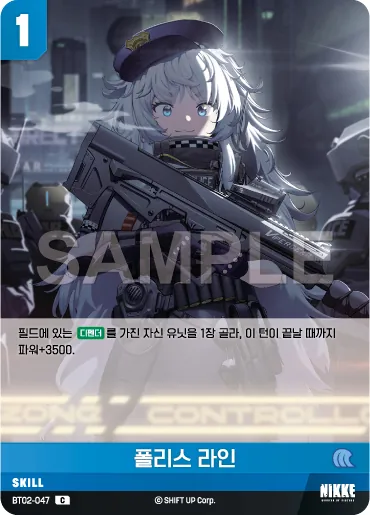 1
SAMPLE
필드에 있는 디펜더 를 가진 자신 유닛을 1장 골라, 이 턴이 끝날 때까지
파워+3500.
ZONE CONTROLLO
폴리스 라인
SKILL
BT02-047 C
© SHIFT UP Corp.
NIKKE